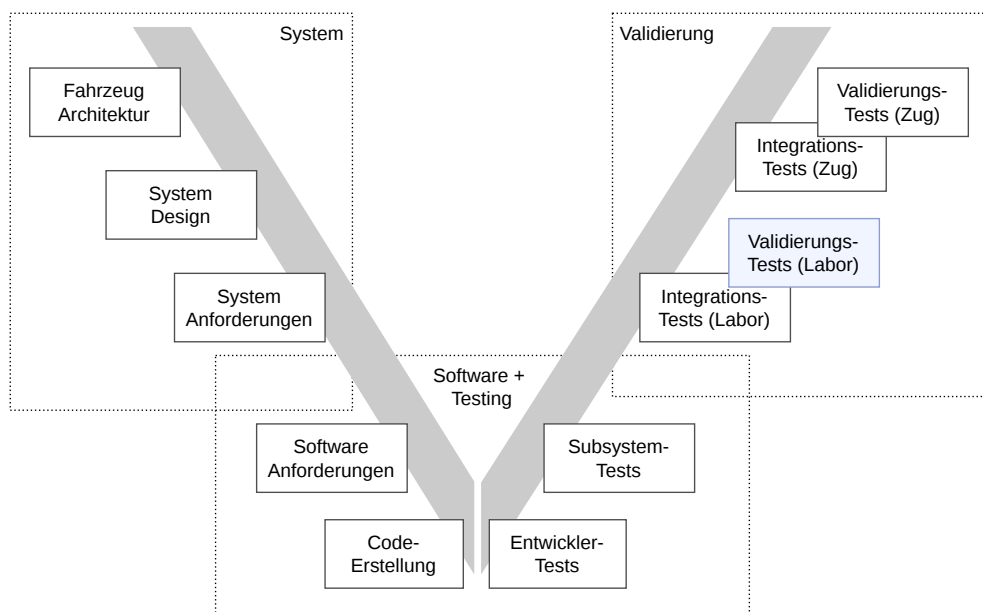 System
Validierung
Fahrzeug
Architektur
Validierungs-
Tests (Zug)
Integrations-
Tests (Zug)
System
Design
Validierungs-
Tests (Labor)
System
Anforderungen
Integrations-
Tests (Labor)
Software +
Testing
Software
Anforderungen
Subsystem-
Tests
Code-
Erstellung
Entwickler-
Tests